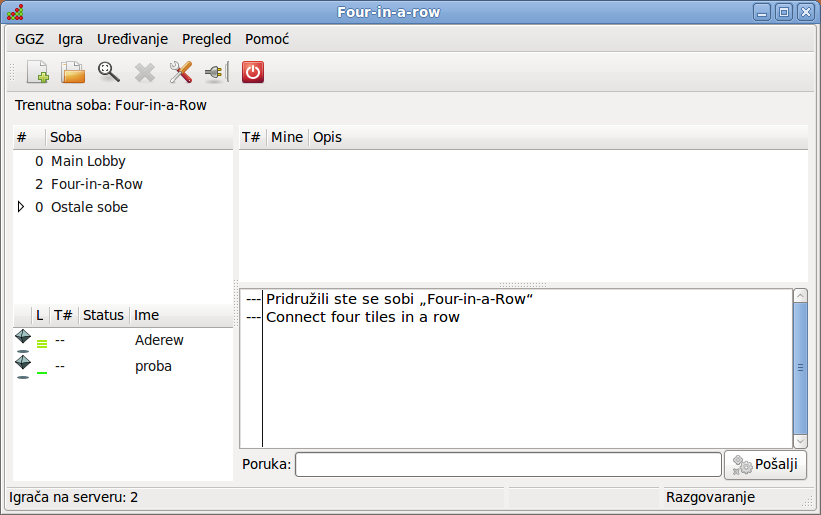 Four-in-a-row
GGZ Igra Uređivanje Pregled Pomoć
Trenutna soba: Four-in-a-Row
# Soba
0 Main Lobby
2 Four-in-a-Row
0 Ostale sobe
T# Mine Opis
L T# Status Ime
-- Aderew
-- proba
--- Pridružili ste se sobi „Four-in-a-Row“
--- Connect four tiles in a row
Poruka: Pošalji
Igrača na serveru: 2 Razgovaranje